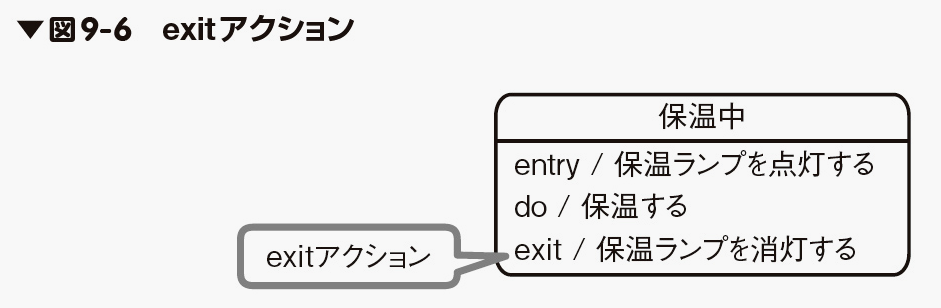 ▼図9-6　exitアクション
保温中
entry / 保温ランプを点灯する
do / 保温する
exit / 保温ランプを消灯する
exitアクション